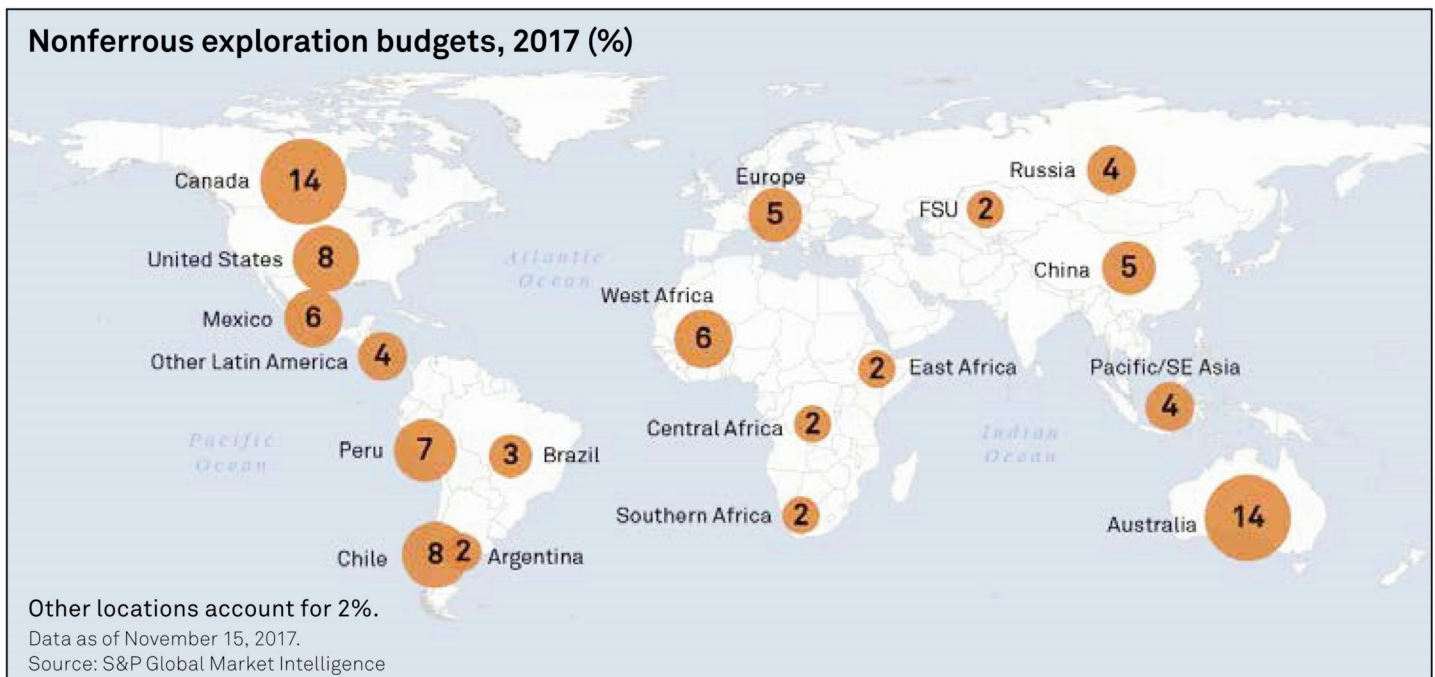 Nonferrous exploration budgets, 2017 (%)
Canada 14
United States 8
Mexico 6
Other Latin America 4
Peru 7
3 Brazil
Chile 8 2 Argentina
Atlantic
Ocean
Pacific
Ocean
Europe
5
West Africa
6
2 East Africa
Central Africa 2
Southern Africa 2
Russia 4
FSU 2
China 5
Pacific/SE Asia
4
Indian
Ocean
Australia 14
Other locations account for 2%.
Data as of November 15, 2017.
Source: S&P Global Market Intelligence